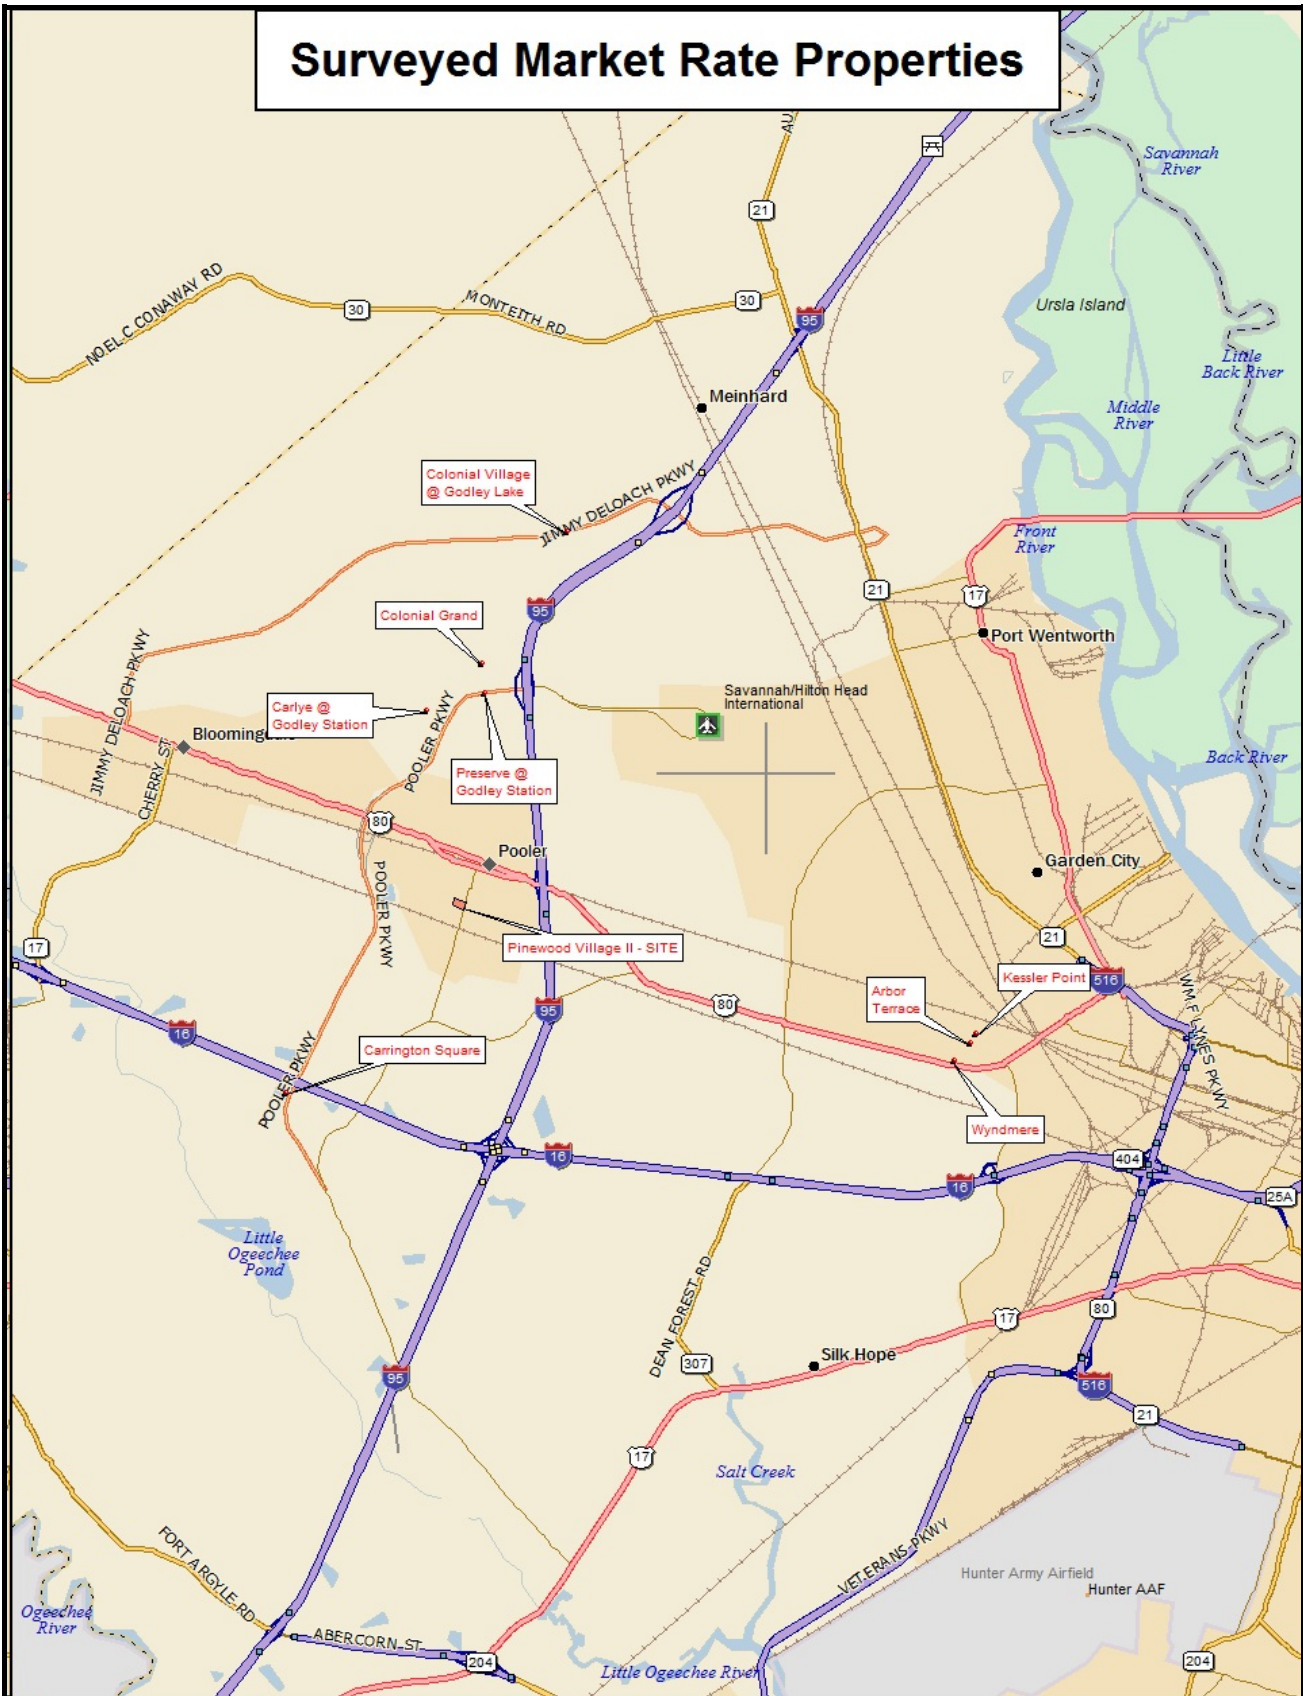 Surveyed Market Rate Properties
Savannah
River
21
NOEL C CONAWAY RD
30
MONTEITH RD
30
95
Ursla Island
Little
Back River
Meinhard
Middle
River
Colonial Village
@ Godley Lake
JIMMY DELOACH PKWY
Front
River
21
17
95
Colonial Grand
Port Wentworth
JIMMY DELOACH PKWY
Savannah/Hilton Head
International
Carlye @
Godley Station
POOLER PKWY
CHERRY ST
Back River
Preserve @
Godley Station
80
Pooler
Garden City
POOLER PKWY
17
21
Pinewood Village II - SITE
Kessler Point
516
Arbor
Terrace
80
95
16
WM F LYNES PKWY
Carrington Square
POOLER PKWY
Wyndmere
16
404
16
25A
Little
Ogeechee
Pond
DEAN FOREST RD
17
80
307
Silk Hope
95
516
21
17
Salt Creek
FORT ARGYLE RD
VETERANS PKWY
Hunter Army Airfield
Hunter AAF
Ogeechee
River
ABERCORN ST
204
Little Ogeechee River
204